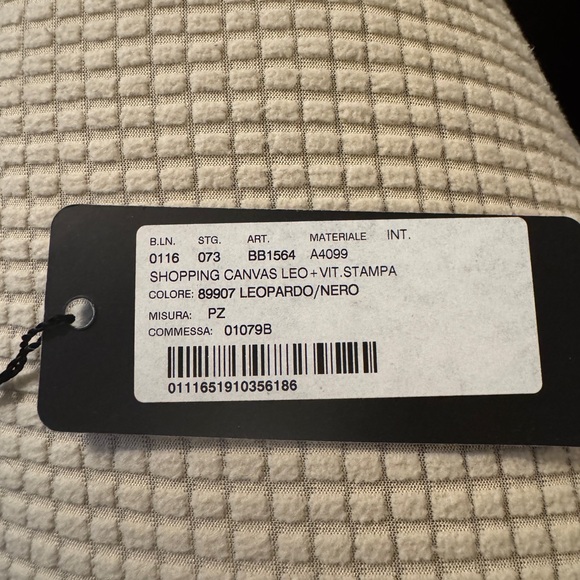 B.LN. STG. ART. MATERIALE INT.
0116 073 BB1564 A4099
SHOPPING CANVAS LEO+VIT.STAMPA
COLORE: 89907 LEOPARDO/NERO
MISURA: PZ
COMMESSA: 01079B
0111651910356186